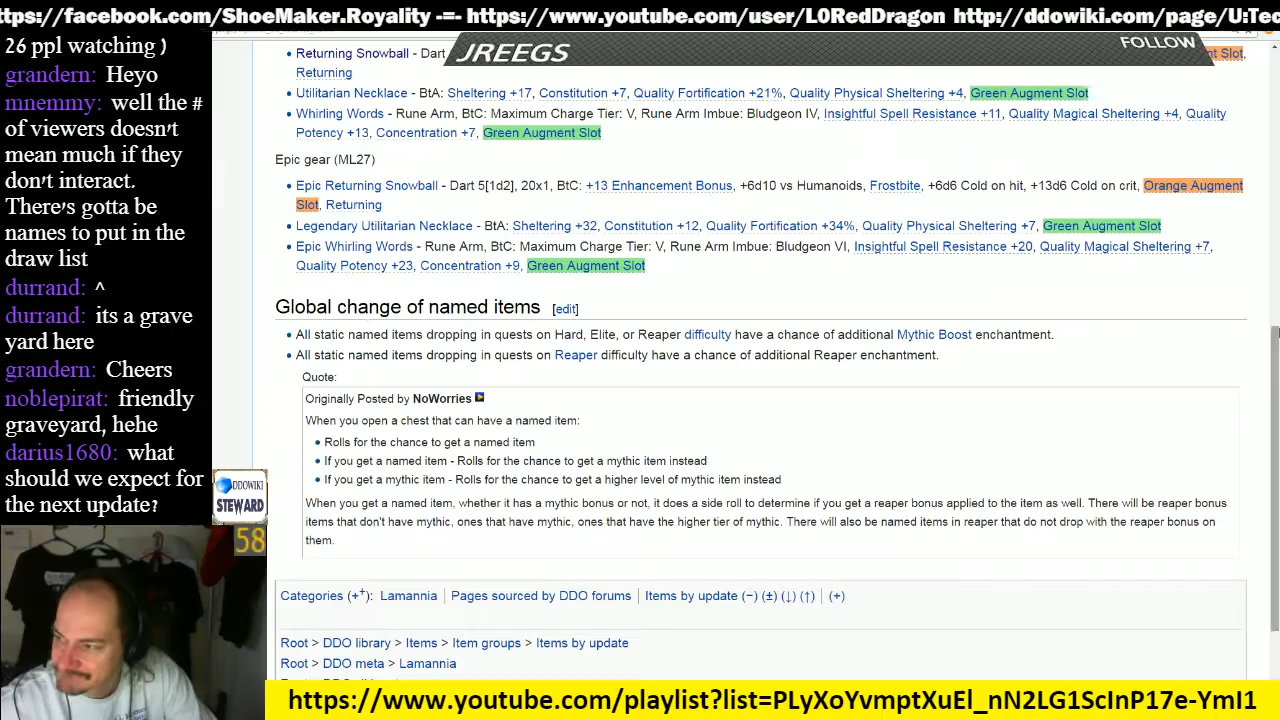 https://facebook.com/ShoeMaker.Royality -=- https://www.youtube.com/user/L0RedDragon http://ddowiki.com/page/U:Tec
26 ppl watching )
grandern: Heyo
mnemmy: well the #
of viewers doesn't
mean much if they
don't interact.
There's gotta be
names to put in the
draw list
durrand: ^
durrand: its a grave
yard here
grandern: Cheers
noblepirat: friendly
graveyard, hehe
darius1680: what
should we expect for
the next update?
JREEGS
FOLLOW
Returning Snowball - Dart
nt Slot,
Returning
Utilitarian Necklace - BtA: Sheltering +17, Constitution +7, Quality Fortification +21%, Quality Physical Sheltering +4, Green Augment Slot
Whirling Words - Rune Arm, BtC: Maximum Charge Tier: V, Rune Arm Imbue: Bludgeon IV, Insightful Spell Resistance +11, Quality Magical Sheltering +4, Quality
Potency +13, Concentration +7, Green Augment Slot
Epic gear (ML27)
Epic Returning Snowball - Dart 5[1d2], 20x1, BtC: +13 Enhancement Bonus, +6d10 vs Humanoids, Frostbite, +6d6 Cold on hit, +13d6 Cold on crit, Orange Augment
Slot, Returning
Legendary Utilitarian Necklace - BtA: Sheltering +32, Constitution +12, Quality Fortification +34%, Quality Physical Sheltering +7, Green Augment Slot
Epic Whirling Words - Rune Arm, BtC: Maximum Charge Tier: V, Rune Arm Imbue: Bludgeon VI, Insightful Spell Resistance +20, Quality Magical Sheltering +7,
Quality Potency +23, Concentration +9, Green Augment Slot
Global change of named items [edit]
All static named items dropping in quests on Hard, Elite, or Reaper difficulty have a chance of additional Mythic Boost enchantment.
All static named items dropping in quests on Reaper difficulty have a chance of additional Reaper enchantment.
Quote:
Originally Posted by NoWorries
When you open a chest that can have a named item:
Rolls for the chance to get a named item
If you get a named item - Rolls for the chance to get a mythic item instead
If you get a mythic item - Rolls for the chance to get a higher level of mythic item instead
When you get a named item, whether it has a mythic bonus or not, it does a side roll to determine if you get a reaper bonus applied to the item as well. There will be reaper bonus
items that don't have mythic, ones that have mythic, ones that have the higher tier of mythic. There will also be named items in reaper that do not drop with the reaper bonus on
them.
DDOWIKI
STEWARD
58
Categories (+⁺): Lamannia | Pages sourced by DDO forums | Items by update (−) (±) (↓) (↑) | (+)
Root > DDO library > Items > Item groups > Items by update
Root > DDO meta > Lamannia
https://www.youtube.com/playlist?list=PLyXoYvmptXuEl_nN2LG1ScInP17e-YmI1